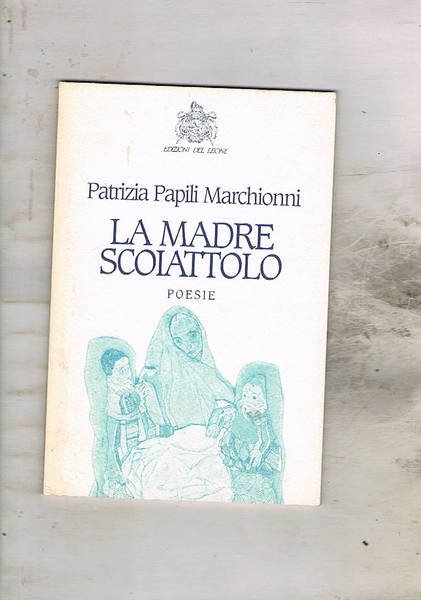 EDIZIONI DEL LEONE
Patrizia Papili Marchionni
LA MADRE
SCOIATTOLO
POESIE